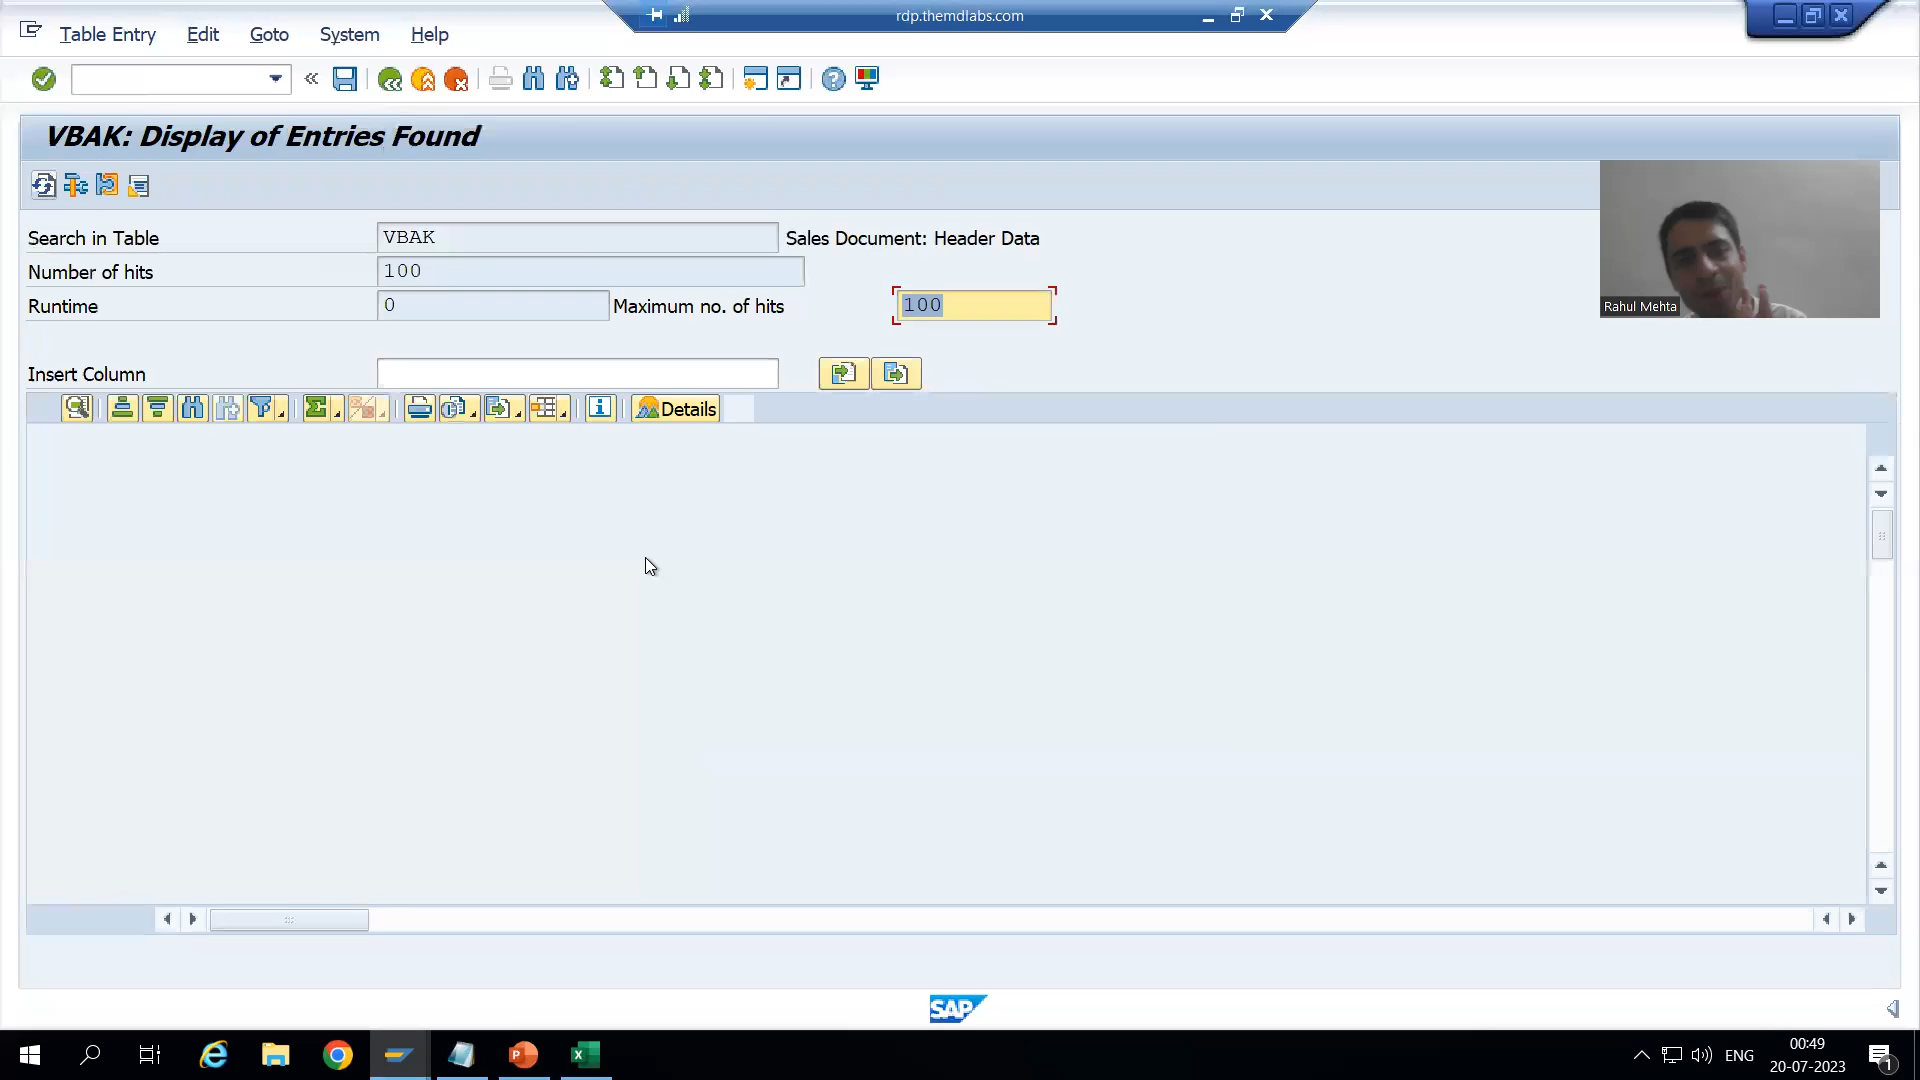 rdp.themdlabs.com
Table Entry Edit Goto System Help
VBAK: Display of Entries Found
Search in Table VBAK Sales Document: Header Data
Number of hits 100
Runtime 0 Maximum no. of hits 100
Rahul Mehta
Insert Column
Details
SAP
ENG
00:49
20-07-2023
1